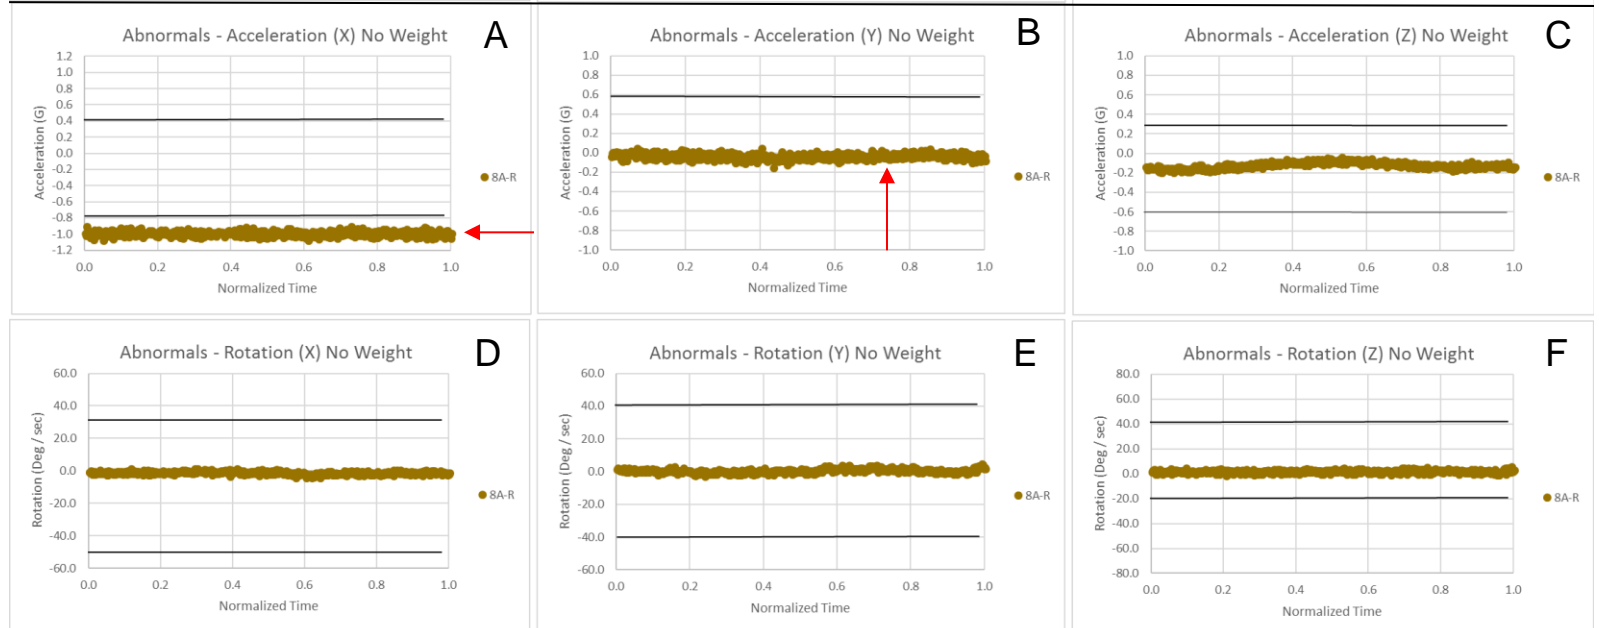 Abnormals - Acceleration (X) No Weight
A
1.2
1.0
0.8
0.6
0.4
0.2
0.0
-0.2
-0.4
-0.6
-0.8
-1.0
-1.2
Acceleration (G)
0.0 0.2 0.4 0.6 0.8 1.0
Normalized Time
8A-R
Abnormals - Acceleration (Y) No Weight
B
1.0
0.8
0.6
0.4
0.2
0.0
-0.2
-0.4
-0.6
-0.8
-1.0
Acceleration (G)
0.0 0.2 0.4 0.6 0.8 1.0
Normalized Time
8A-R
Abnormals - Acceleration (Z) No Weight
C
1.0
0.8
0.6
0.4
0.2
0.0
-0.2
-0.4
-0.6
-0.8
-1.0
Acceleration (G)
0.0 0.2 0.4 0.6 0.8 1.0
Normalized Time
8A-R
Abnormals - Rotation (X) No Weight
D
60.0
40.0
20.0
0.0
-20.0
-40.0
-60.0
Rotation (Deg / sec)
0.0 0.2 0.4 0.6 0.8 1.0
Normalized Time
8A-R
Abnormals - Rotation (Y) No Weight
E
60.0
40.0
20.0
0.0
-20.0
-40.0
-60.0
Rotation (Deg / sec)
0.0 0.2 0.4 0.6 0.8 1.0
Normalized Time
8A-R
Abnormals - Rotation (Z) No Weight
F
80.0
60.0
40.0
20.0
0.0
-20.0
-40.0
-60.0
-80.0
Rotation (Deg / sec)
0.0 0.2 0.4 0.6 0.8 1.0
Normalized Time
8A-R